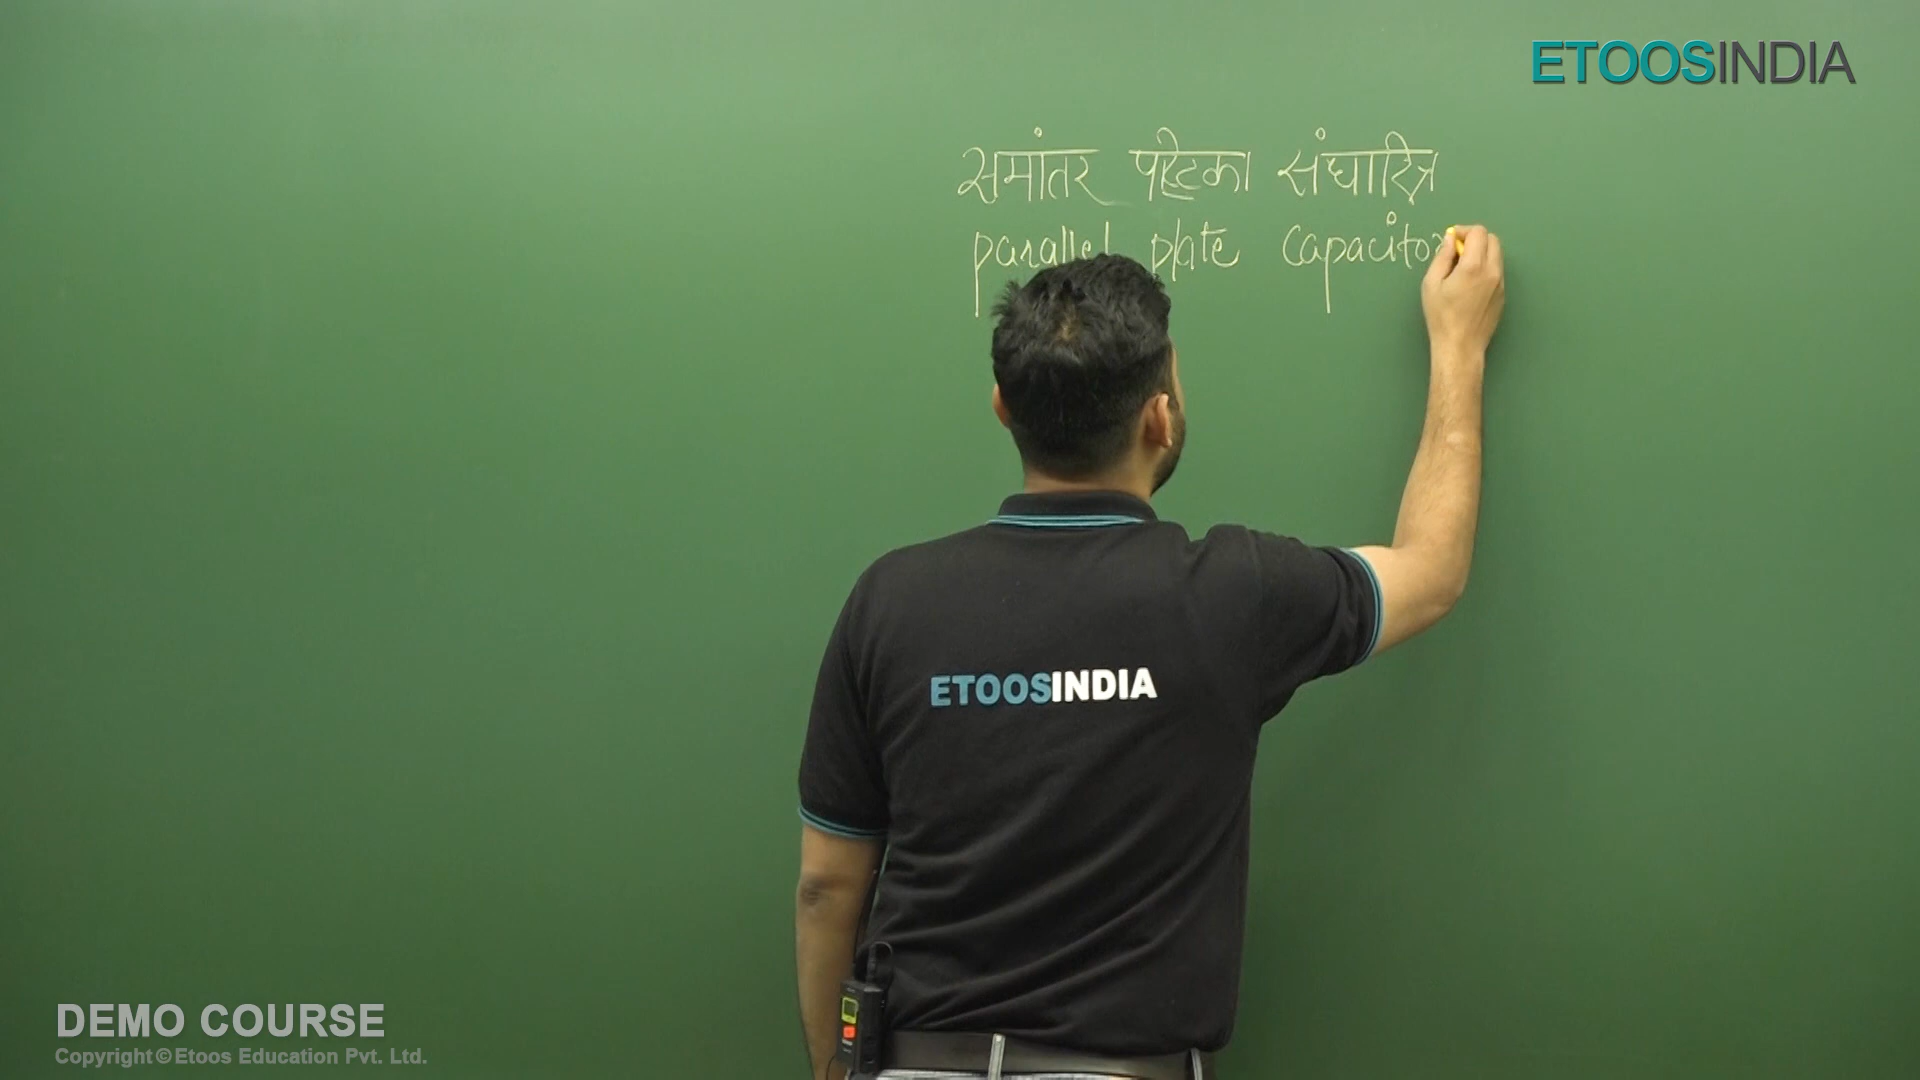 ETOOSINDIA
समांतर पट्टिका संधारित्र
parallel plate capacitor
ETOOSINDIA
DEMO COURSE
Copyright © Etoos Education Pvt. Ltd.